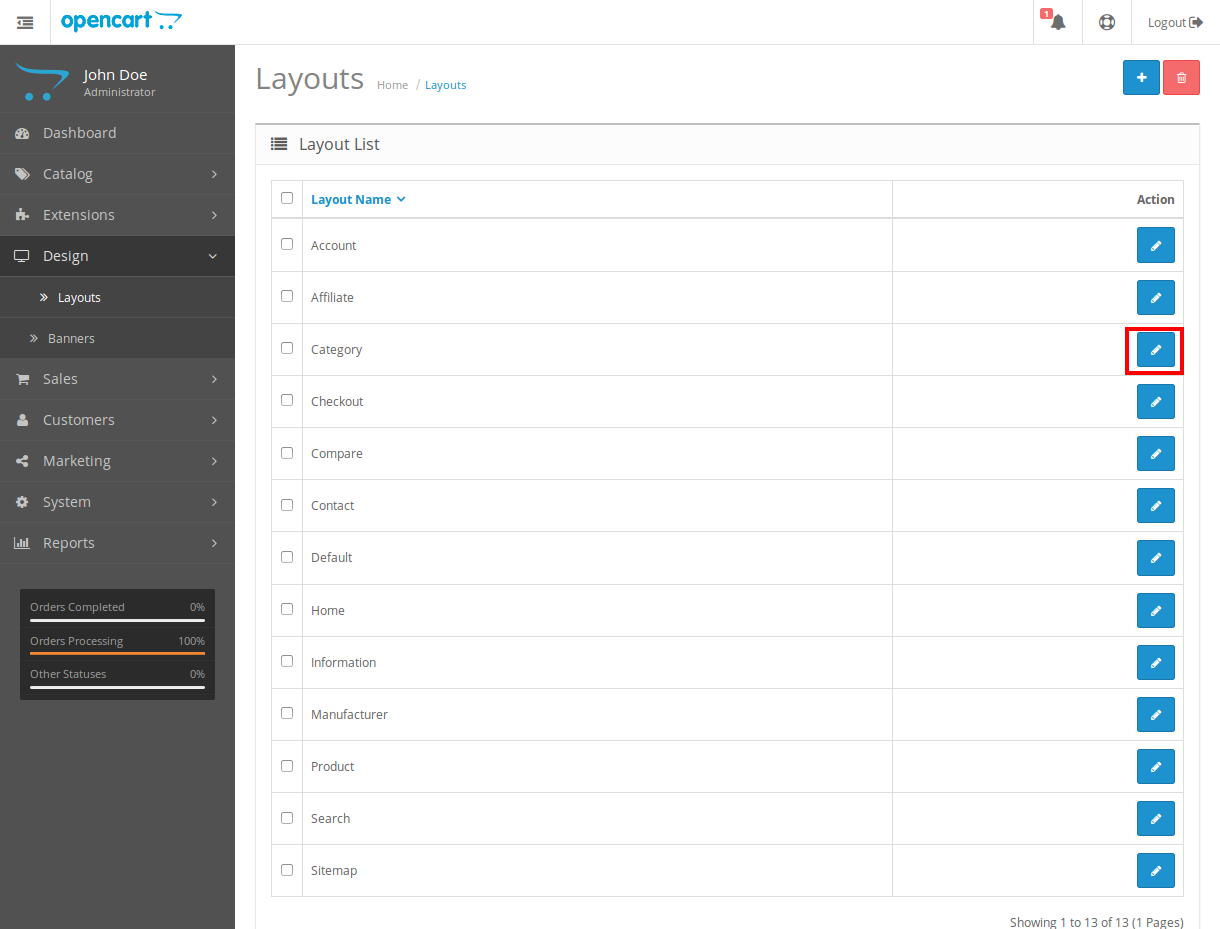 opencart
1
Logout
John Doe
Administrator
Dashboard
Catalog
Extensions
Design
Layouts
Banners
Sales
Customers
Marketing
System
Reports
Orders Completed 0%
Orders Processing 100%
Other Statuses 0%
Layouts Home / Layouts
Layout List
Layout Name Action
Account
Affiliate
Category
Checkout
Compare
Contact
Default
Home
Information
Manufacturer
Product
Search
Sitemap
Showing 1 to 13 of 13 (1 Pages)